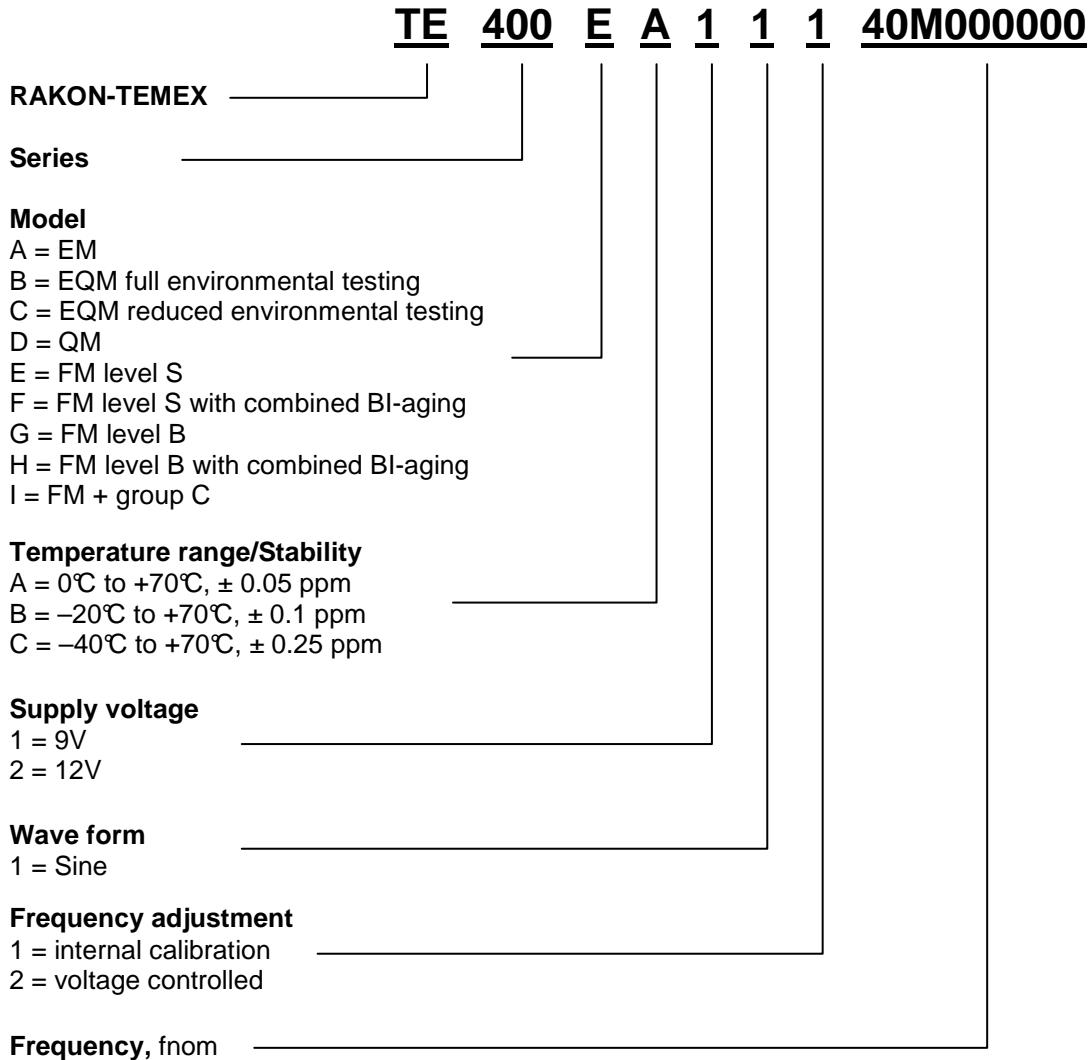 TE 400 E A 1 1 1 40M000000
RAKON-TEMEX
Series
Model
A = EM
B = EQM full environmental testing
C = EQM reduced environmental testing
D = QM
E = FM level S
F = FM level S with combined BI-aging
G = FM level B
H = FM level B with combined BI-aging
I = FM + group C
Temperature range/Stability
A = 0℃ to +70℃, ± 0.05 ppm
B = –20℃ to +70℃, ± 0.1 ppm
C = –40℃ to +70℃, ± 0.25 ppm
Supply voltage
1 = 9V
2 = 12V
Wave form
1 = Sine
Frequency adjustment
1 = internal calibration
2 = voltage controlled
Frequency, fnom